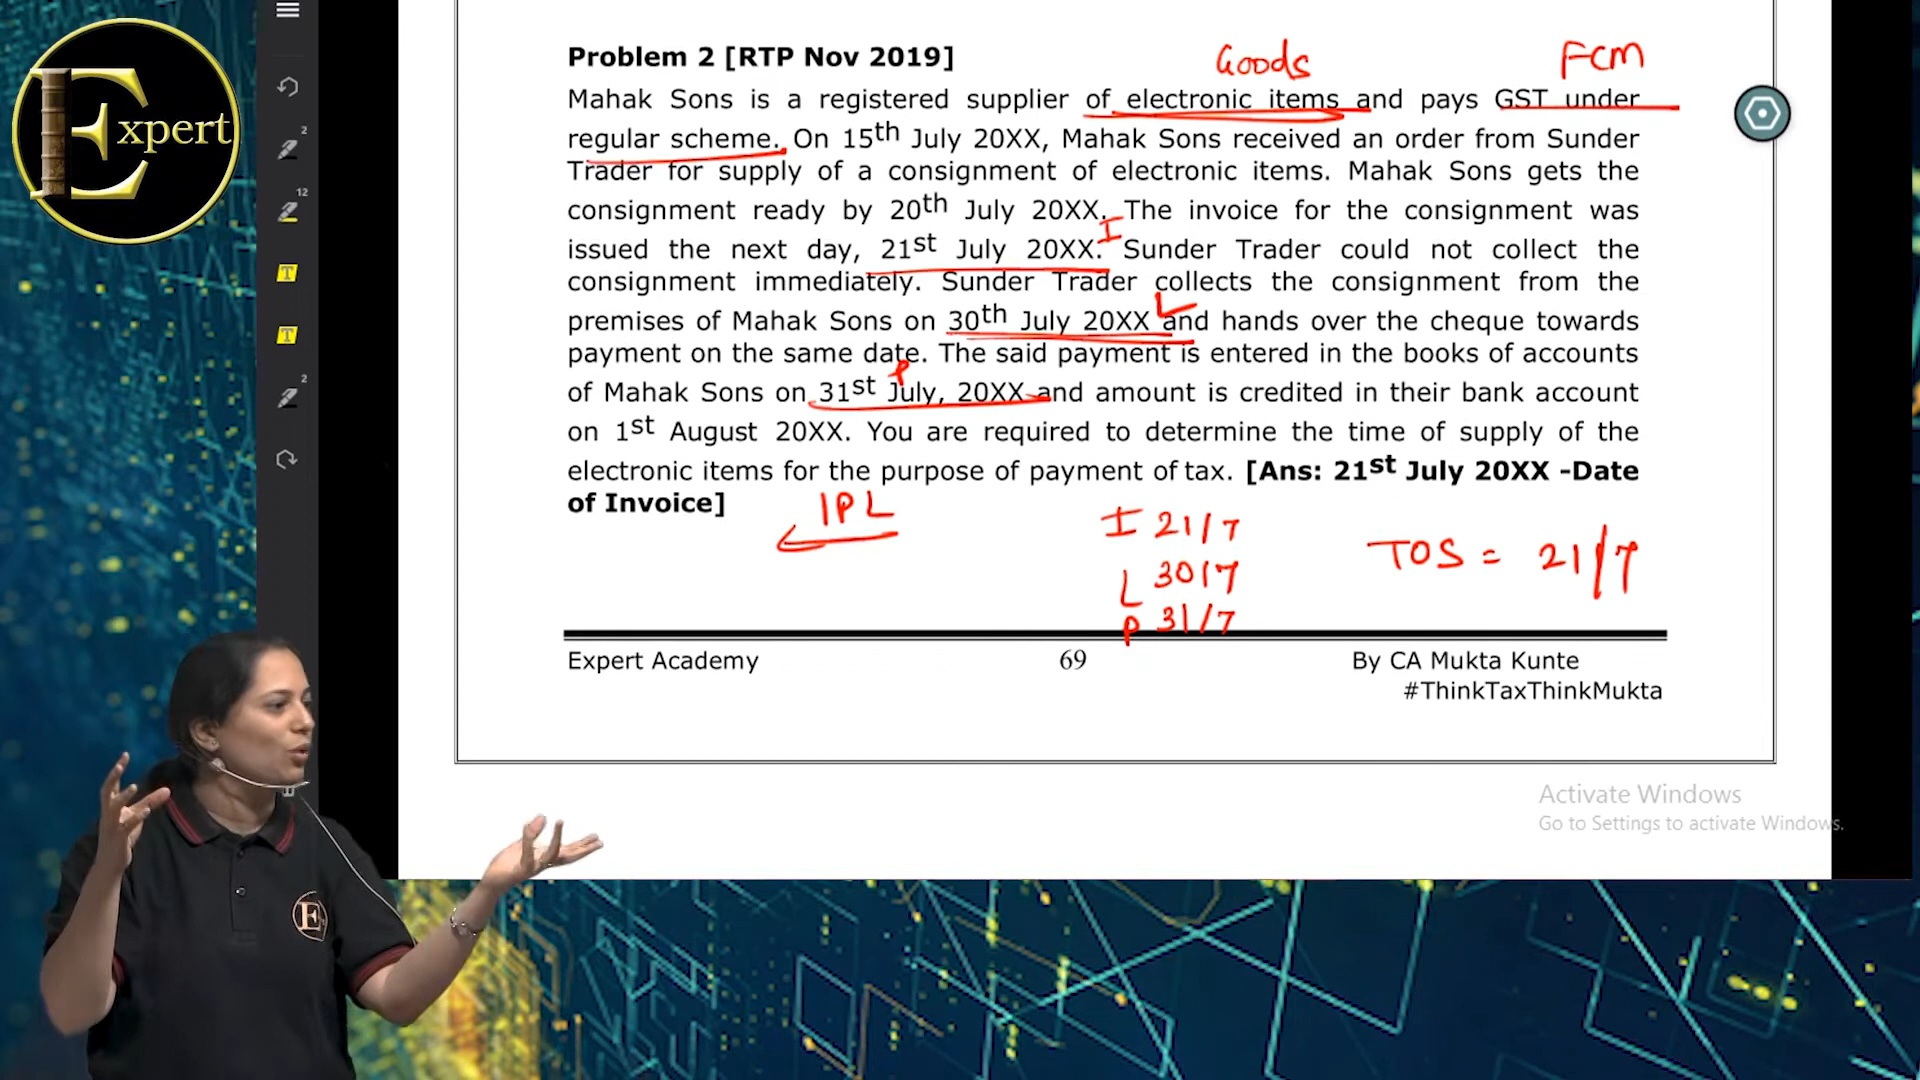 Expert
2
12
T
T
2
Goods
FCM
Problem 2 [RTP Nov 2019]
Mahak Sons is a registered supplier of electronic items and pays GST under
regular scheme. On 15th July 20XX, Mahak Sons received an order from Sunder
Trader for supply of a consignment of electronic items. Mahak Sons gets the
consignment ready by 20th July 20XX. The invoice for the consignment was
I
issued the next day, 21st July 20XX. Sunder Trader could not collect the
consignment immediately. Sunder Trader collects the consignment from the
L
premises of Mahak Sons on 30th July 20XX and hands over the cheque towards
payment on the same date. The said payment is entered in the books of accounts
P
of Mahak Sons on 31st July, 20XX and amount is credited in their bank account
on 1st August 20XX. You are required to determine the time of supply of the
electronic items for the purpose of payment of tax. [Ans: 21st July 20XX -Date
of Invoice]
IPL
I 21/7
L 30/7
P 31/7
TOS = 21/7
Expert Academy 69 By CA Mukta Kunte
#ThinkTaxThinkMukta
Activate Windows
Go to Settings to activate Windows.
E